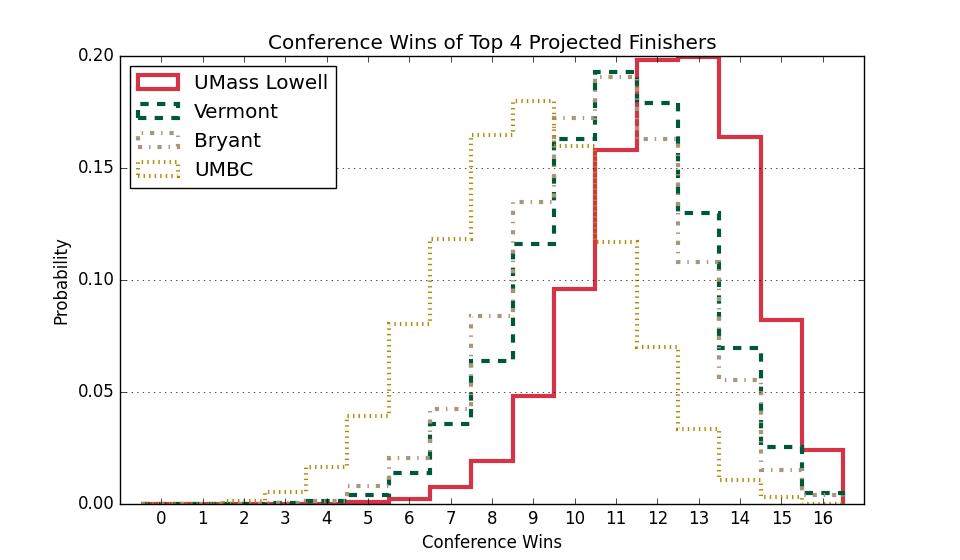 Conference Wins of Top 4 Projected Finishers
UMass Lowell
Vermont
Bryant
UMBC
Probability
0.20
0.15
0.10
0.05
0.00
0 1 2 3 4 5 6 7 8 9 10 11 12 13 14 15 16
Conference Wins